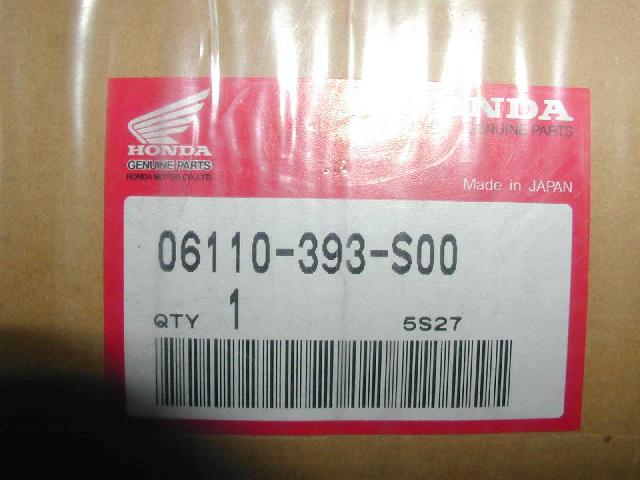 HONDA
GENUINE PARTS
HONDA MOTOR CO.,LTD.
HONDA
GENUINE PARTS
Made in JAPAN
06110-393-S00
QTY 1 5S27